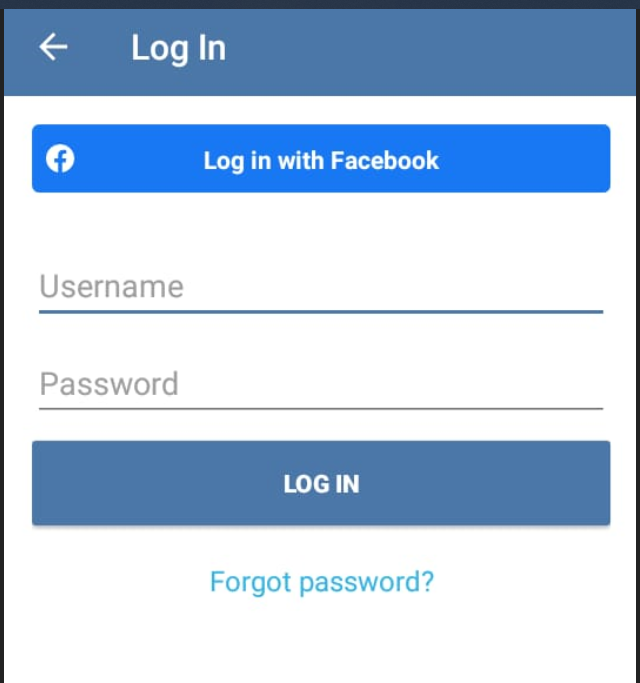 Log In
Log in with Facebook
Username
Password
LOG IN
Forgot password?